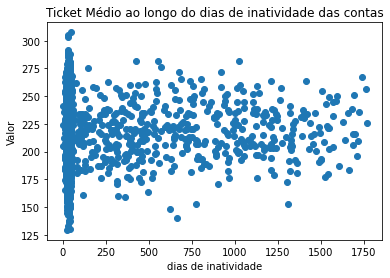 Ticket Médio ao longo do dias de inatividade das contas
300
275
250
225
200
175
150
125
Valor
0 250 500 750 1000 1250 1500 1750
dias de inatividade